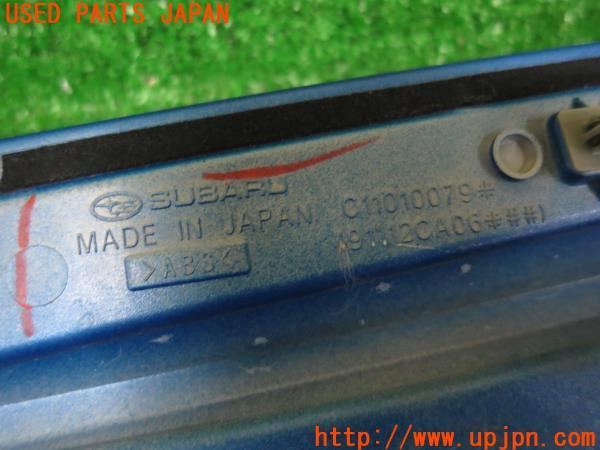 USED PARTS JAPAN
SUBARU
MADE IN JAPAN C11010079*
(91112CA06*###)
>ABS<
http://www.upjpn.com